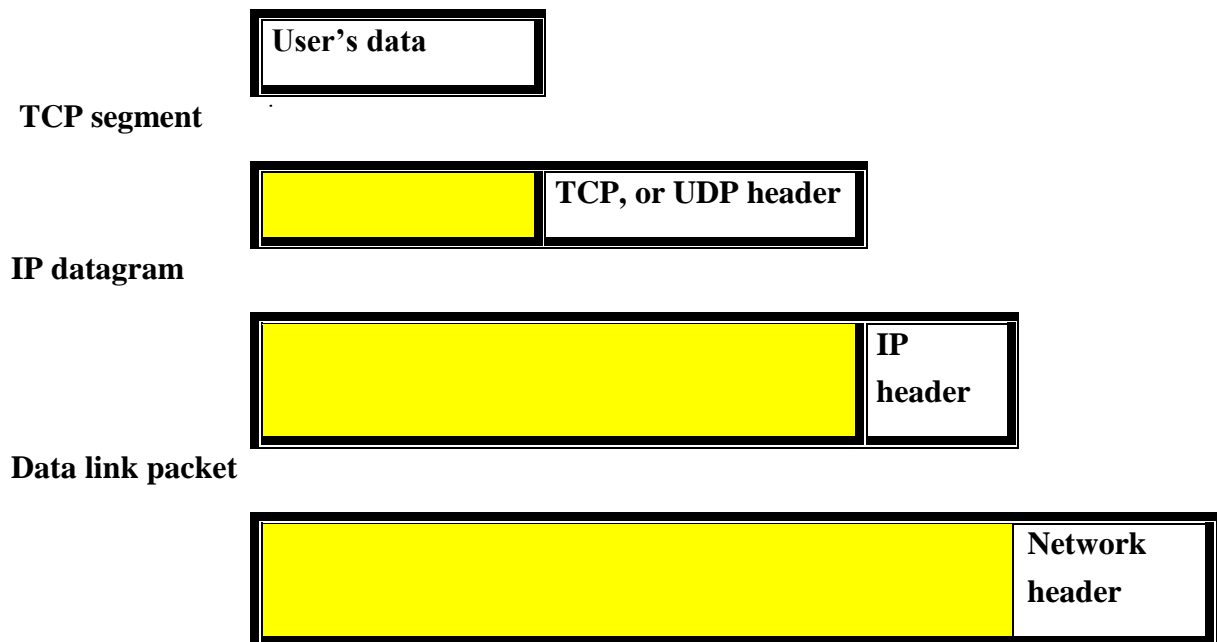 User’s data
TCP segment
TCP, or UDP header
IP datagram
IP
header
Data link packet
Network
header